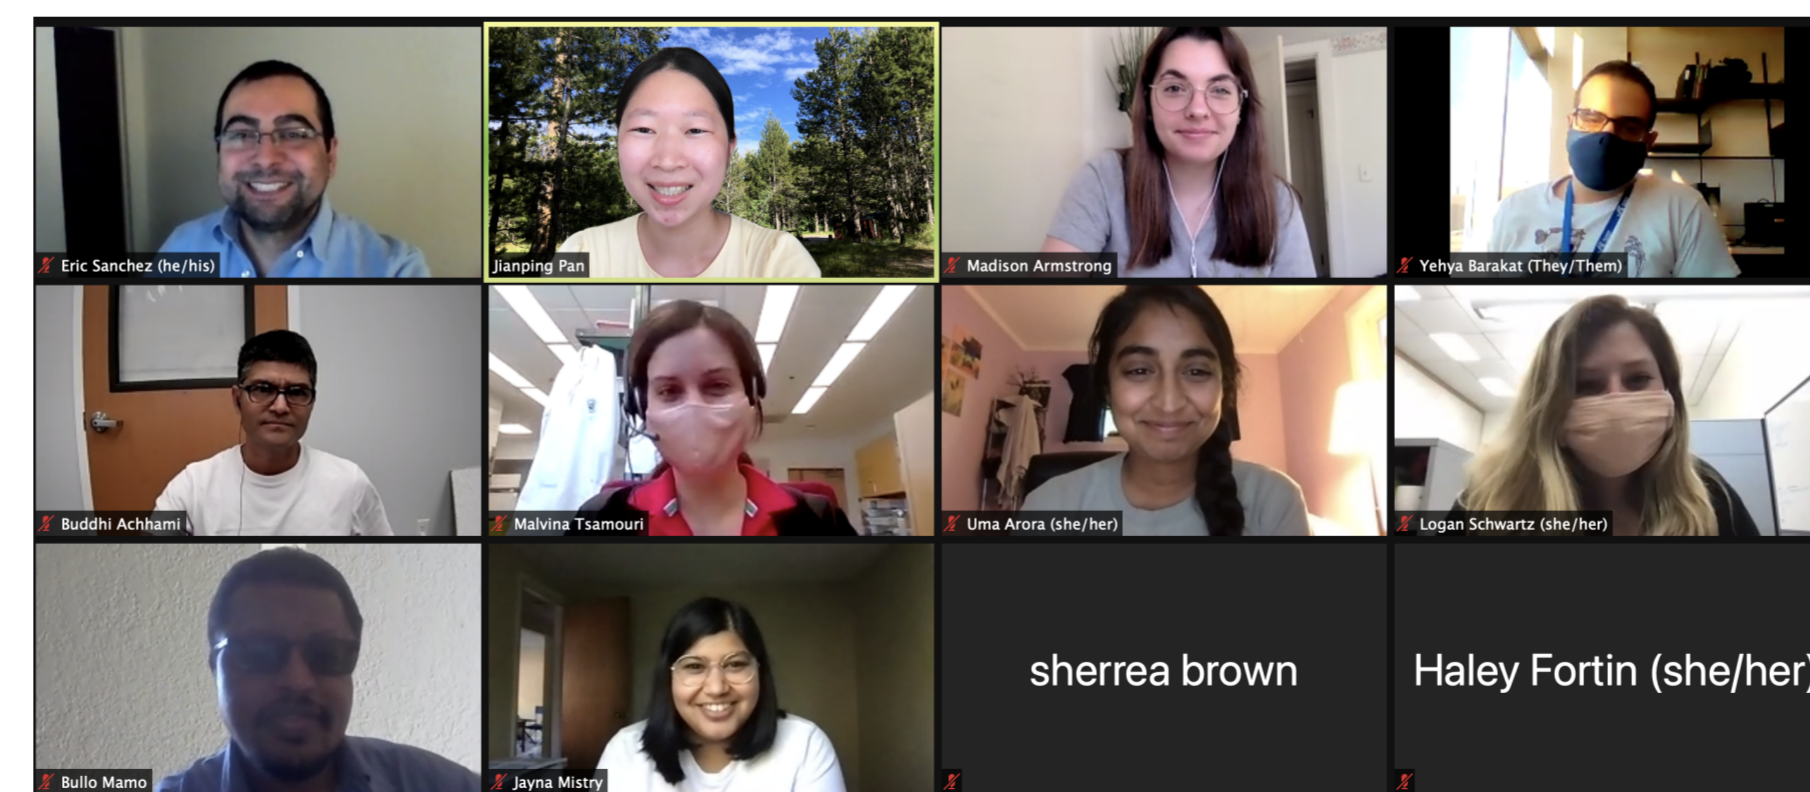 Eric Sanchez (he/his)
Jianping Pan
Madison Armstrong
Yehya Barakat (They/Them)
Buddhi Achhami
Malvina Tsamouri
Uma Arora (she/her)
Logan Schwartz (she/her)
Bullo Mamo
Jayna Mistry
sherrea brown
Haley Fortin (she/her)